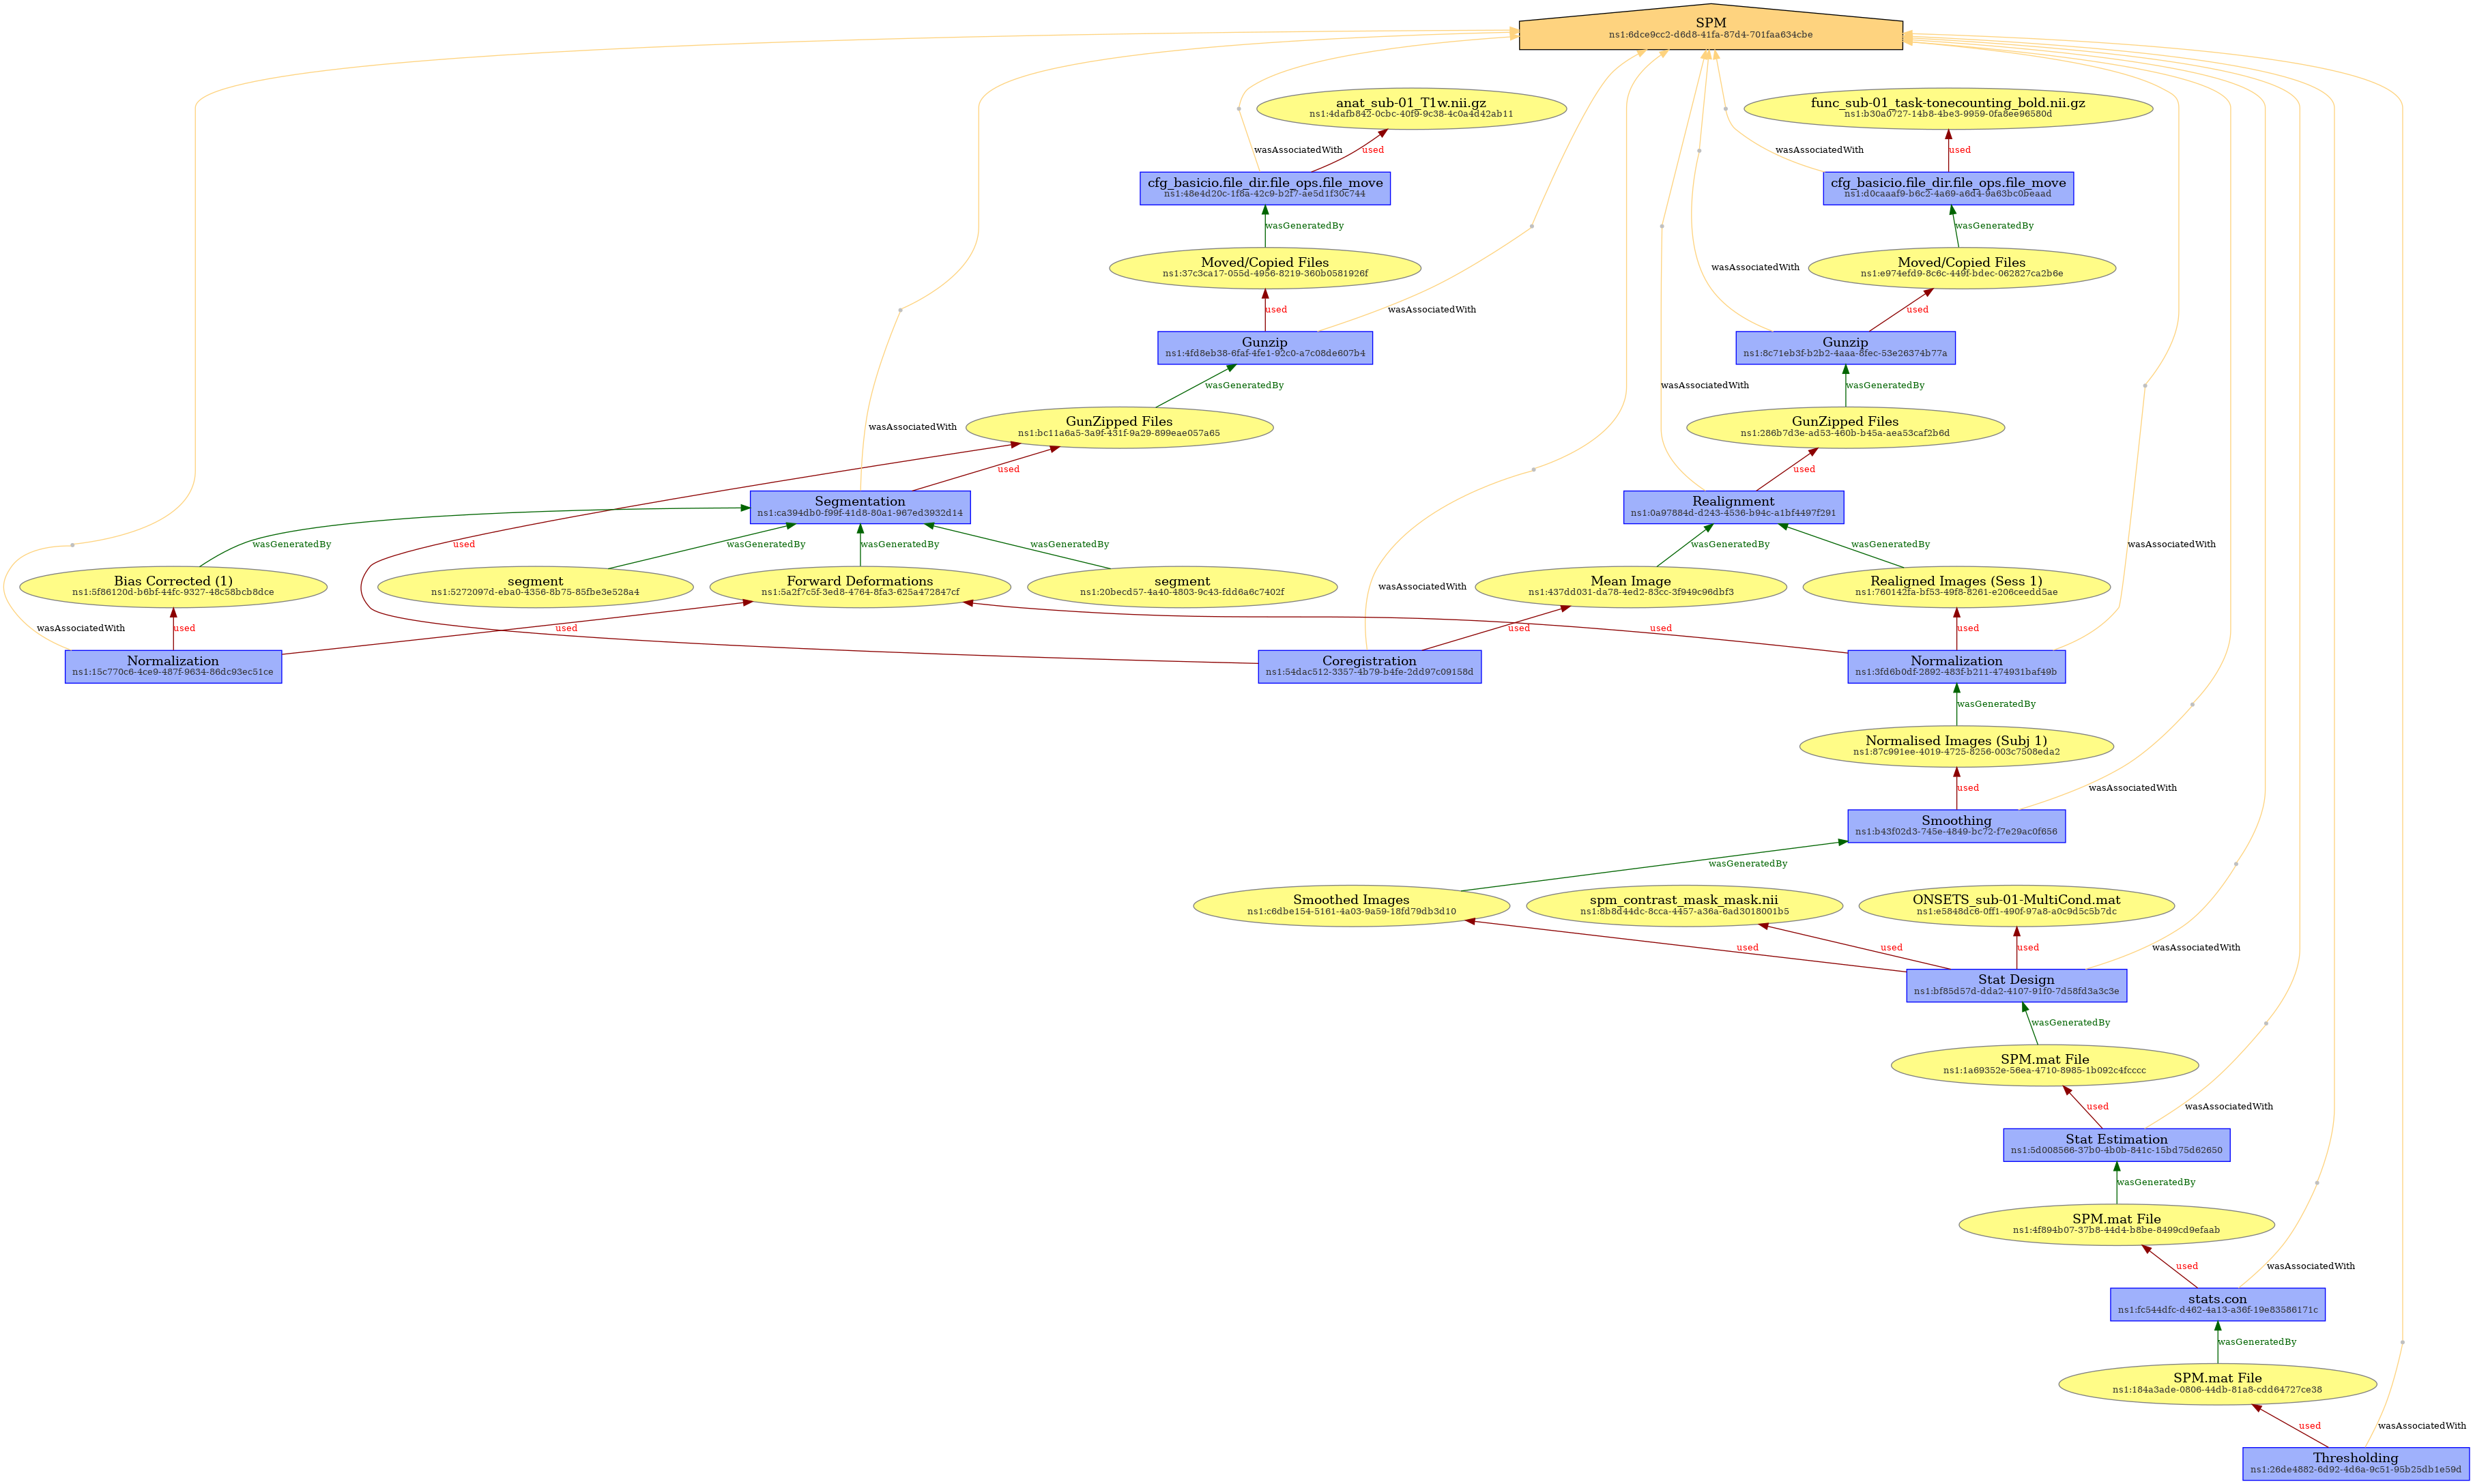 SPM
ns1:6dce9cc2-d6d8-41fa-87d4-701faa634cbe
anat_sub-01_T1w.nii.gz
ns1:4dafb842-0cbc-40f9-9c38-4c0a4d42ab11
func_sub-01_task-tonecounting_bold.nii.gz
ns1:b30a0727-14b8-4be3-9959-0fa8ee96580d
wasAssociatedWith
used
wasAssociatedWith
used
cfg_basicio.file_dir.file_ops.file_move
ns1:48e4d20c-1f8a-42c9-b2f7-ae5d1f30c744
cfg_basicio.file_dir.file_ops.file_move
ns1:d0caaaf9-b6c2-4a69-a6d4-9a63bc0beaad
wasGeneratedBy
wasGeneratedBy
Moved/Copied Files
ns1:37c3ca17-055d-4956-8219-360b0581926f
wasAssociatedWith
Moved/Copied Files
ns1:e974efd9-8c6c-449f-bdec-062827ca2b6e
used
wasAssociatedWith
used
Gunzip
ns1:4fd8eb38-6faf-4fe1-92c0-a7c08de607b4
Gunzip
ns1:8c71eb3f-b2b2-4aaa-8fec-53e26374b77a
wasGeneratedBy
wasAssociatedWith
wasGeneratedBy
wasAssociatedWith
GunZipped Files
ns1:bc11a6a5-3a9f-431f-9a29-899eae057a65
GunZipped Files
ns1:286b7d3e-ad53-460b-b45a-aea53caf2b6d
used
used
Segmentation
ns1:ca394db0-f99f-41d8-80a1-967ed3932d14
Realignment
ns1:0a97884d-d243-4536-b94c-a1bf4497f291
wasGeneratedBy
used
wasGeneratedBy
wasGeneratedBy
wasGeneratedBy
wasGeneratedBy
wasGeneratedBy
wasAssociatedWith
Bias Corrected (1)
ns1:5f86120d-b6bf-44fc-9327-48c58bcb8dce
segment
ns1:5272097d-eba0-4356-8b75-85fbe3e528a4
Forward Deformations
ns1:5a2f7c5f-3ed8-4764-8fa3-625a472847cf
segment
ns1:20becd57-4a40-4803-9c43-fdd6a6c7402f
wasAssociatedWith
Mean Image
ns1:437dd031-da78-4ed2-83cc-3f949c96dbf3
Realigned Images (Sess 1)
ns1:760142fa-bf53-49f8-8261-e206ceedd5ae
wasAssociatedWith
used
used
used
used
used
Normalization
ns1:15c770c6-4ce9-487f-9634-86dc93ec51ce
Coregistration
ns1:54dac512-3357-4b79-b4fe-2dd97c09158d
Normalization
ns1:3fd6b0df-2892-483f-b211-474931baf49b
wasGeneratedBy
Normalised Images (Subj 1)
ns1:87c991ee-4019-4725-8256-003c7508eda2
used
wasAssociatedWith
Smoothing
ns1:b43f02d3-745e-4849-bc72-f7e29ac0f656
wasGeneratedBy
Smoothed Images
ns1:c6dbe154-5161-4a03-9a59-18fd79db3d10
spm_contrast_mask_mask.nii
ns1:8b8d44dc-8cca-4457-a36a-6ad3018001b5
ONSETS_sub-01-MultiCond.mat
ns1:e5848dc6-0ff1-490f-97a8-a0c9d5c5b7dc
used
used
used
wasAssociatedWith
Stat Design
ns1:bf85d57d-dda2-4107-91f0-7d58fd3a3c3e
wasGeneratedBy
SPM.mat File
ns1:1a69352e-56ea-4710-8985-1b092c4fcccc
used
wasAssociatedWith
Stat Estimation
ns1:5d008566-37b0-4b0b-841c-15bd75d62650
wasGeneratedBy
SPM.mat File
ns1:4f894b07-37b8-44d4-b8be-8499cd9efaab
used
wasAssociatedWith
stats.con
ns1:fc544dfc-d462-4a13-a36f-19e83586171c
wasGeneratedBy
SPM.mat File
ns1:184a3ade-0806-44db-81a8-cdd64727ce38
used
wasAssociatedWith
Thresholding
ns1:26de4882-6d92-4d6a-9c51-95b25db1e59d